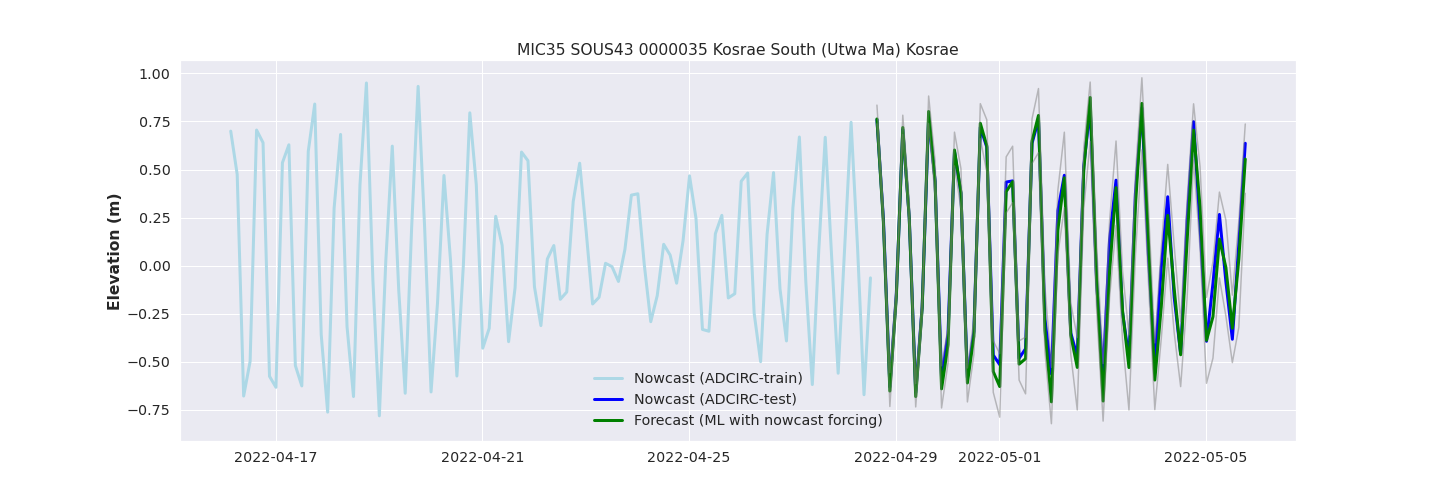 MIC35 SOUS43 0000035 Kosrae South (Utwa Ma) Kosrae
1.00
0.75
0.50
0.25
0.00
−0.25
−0.50
−0.75
Elevation (m)
Nowcast (ADCIRC-train)
Nowcast (ADCIRC-test)
Forecast (ML with nowcast forcing)
2022-04-17
2022-04-21
2022-04-25
2022-04-29
2022-05-01
2022-05-05